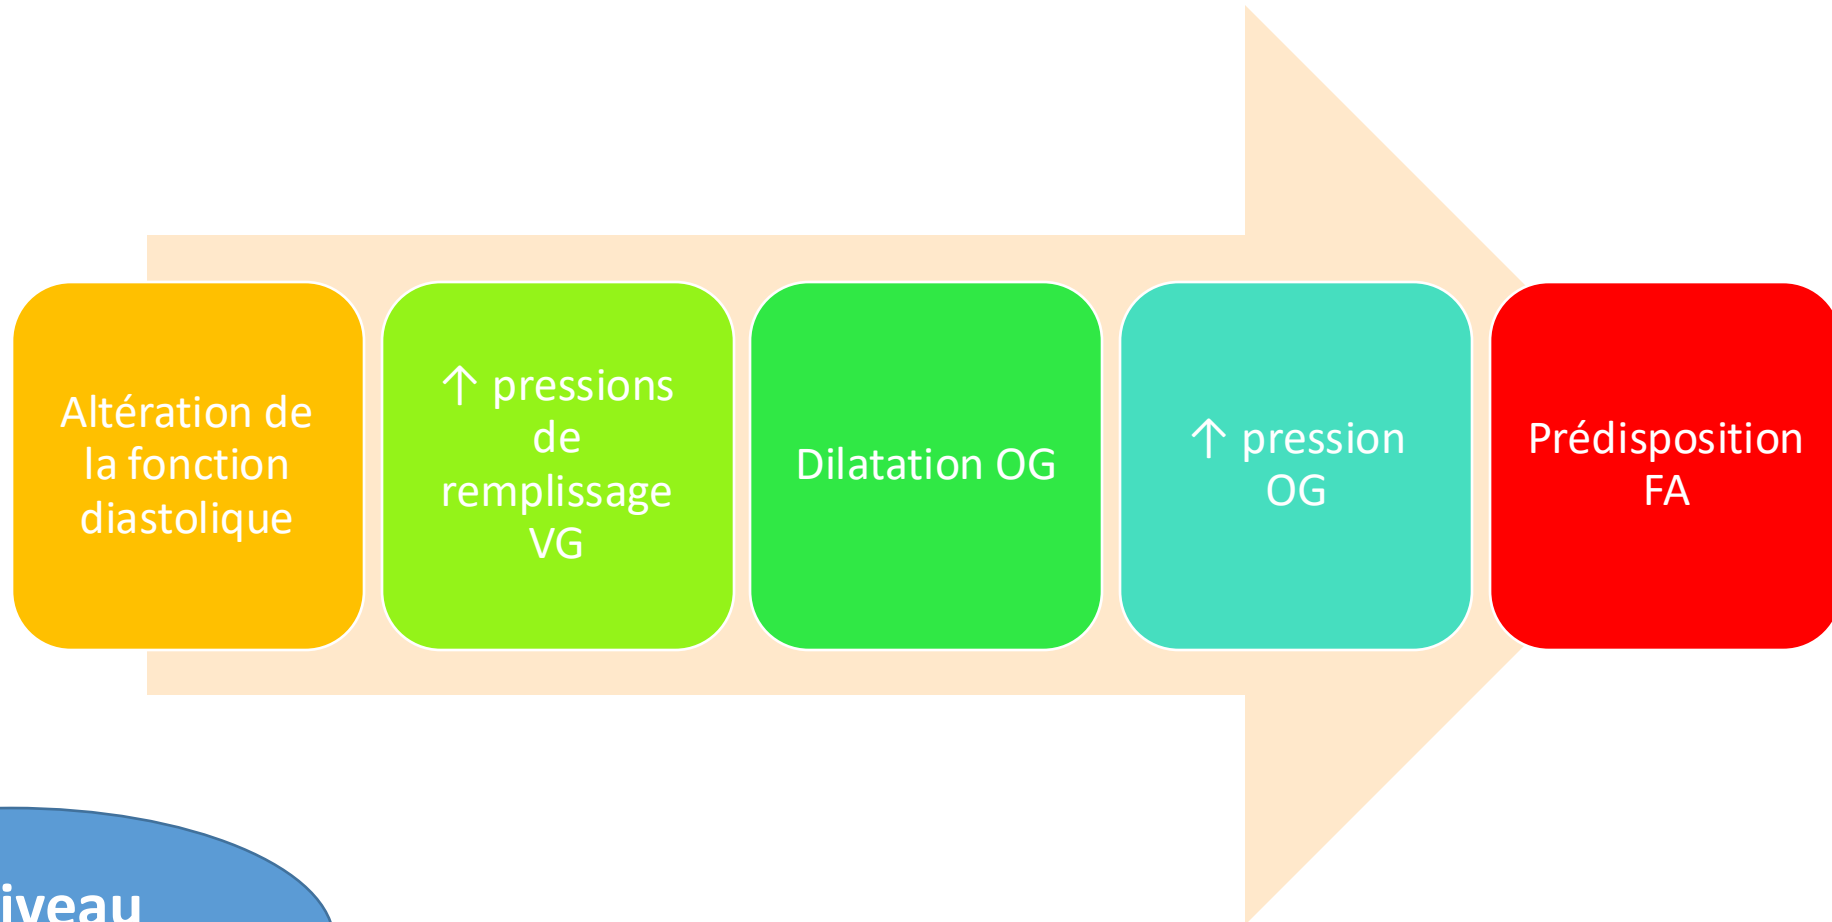 Altération de
la fonction
diastolique
↑ pressions
de
remplissage
VG
Dilatation OG
↑ pression
OG
Prédisposition
FA
iveau